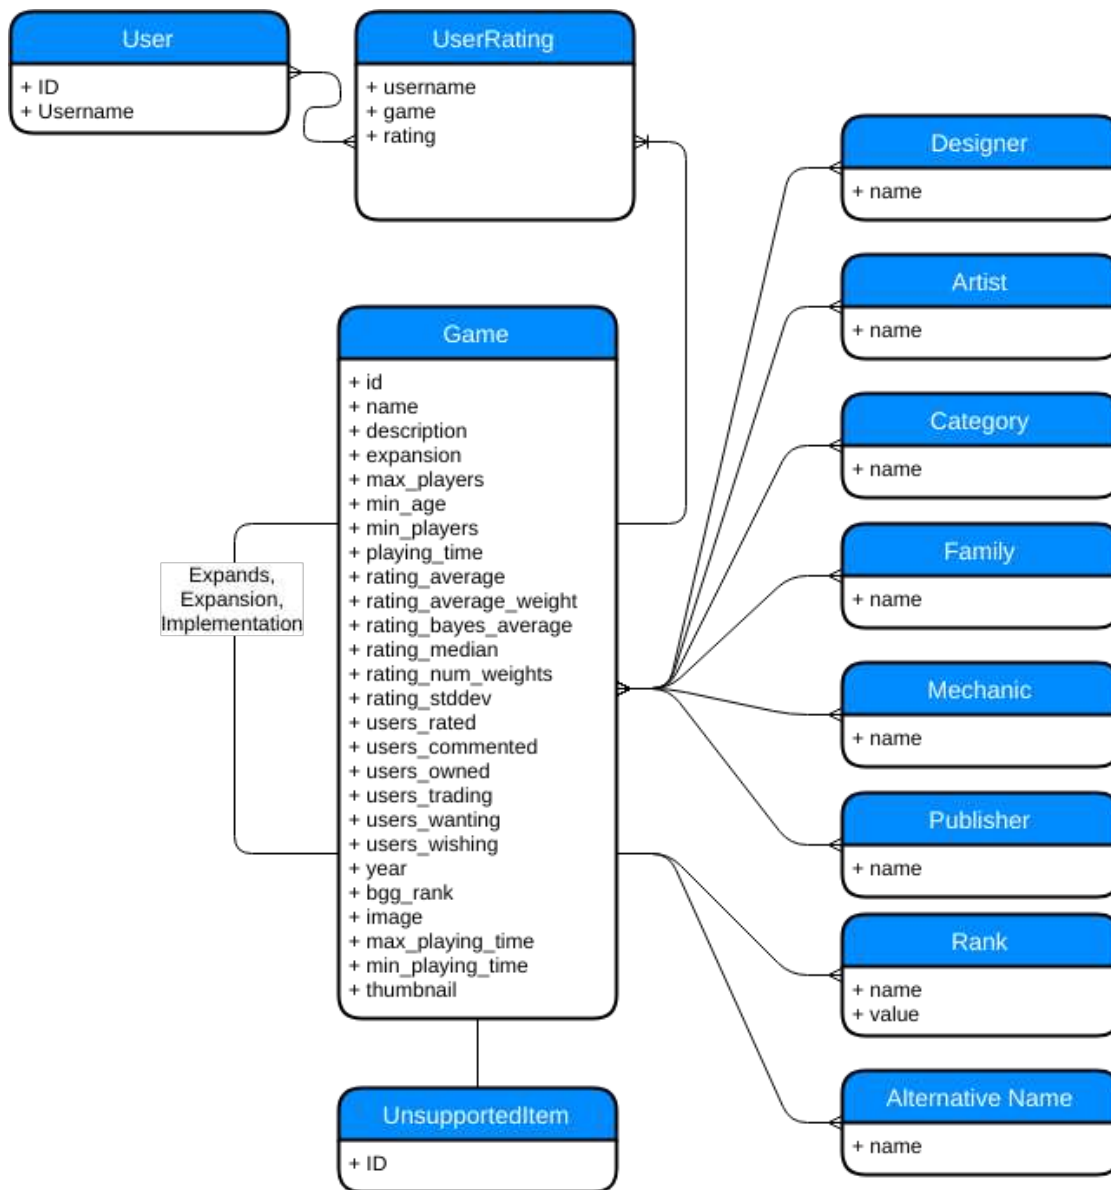 User
+ ID
+ Username
UserRating
+ username
+ game
+ rating
Designer
+ name
Artist
+ name
Category
+ name
Family
+ name
Mechanic
+ name
Publisher
+ name
Rank
+ name
+ value
Alternative Name
+ name
Game
+ id
+ name
+ description
+ expansion
+ max_players
+ min_age
+ min_players
+ playing_time
+ rating_average
+ rating_average_weight
+ rating_bayes_average
+ rating_median
+ rating_num_weights
+ rating_stddev
+ users_rated
+ users_commented
+ users_owned
+ users_trading
+ users_wanting
+ users_wishing
+ year
+ bgg_rank
+ image
+ max_playing_time
+ min_playing_time
+ thumbnail
Expands,
Expansion,
Implementation
UnsupportedItem
+ ID